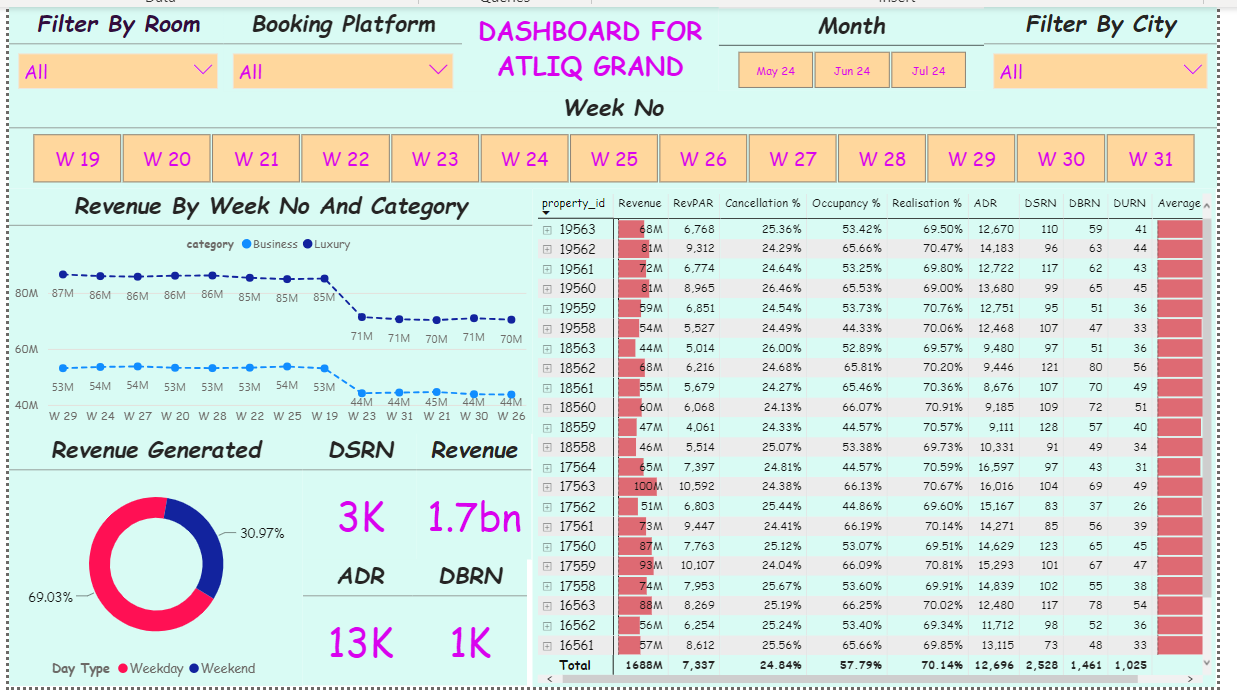 Data Queries Insert
Filter By Room
Booking Platform
DASHBOARD FOR
ATLIQ GRAND
Month
Filter By City
All
All
May 24 Jun 24 Jul 24
All
Week No
W 19 W 20 W 21 W 22 W 23 W 24 W 25 W 26 W 27 W 28 W 29 W 30 W 31
Revenue By Week No And Category
category Business Luxury
80M
60M
40M
87M 86M 86M 86M 86M 85M 85M 85M 71M 71M 70M 71M 70M
53M 54M 54M 53M 53M 53M 54M 53M 44M 44M 45M 44M 44M
W 29 W 24 W 27 W 20 W 28 W 22 W 25 W 19 W 23 W 31 W 21 W 30 W 26
Revenue Generated
30.97%
69.03%
Day Type Weekday Weekend
DSRN
3K
Revenue
1.7bn
ADR
13K
DBRN
1K
property_id Revenue RevPAR Cancellation % Occupancy % Realisation % ADR DSRN DBRN DURN Average
19563 68M 6,768 25.36% 53.42% 69.50% 12,670 110 59 41
19562 81M 9,312 24.29% 65.66% 70.47% 14,183 96 63 44
19561 72M 6,774 24.64% 53.25% 69.80% 12,722 117 62 43
19560 81M 8,965 26.46% 65.53% 69.00% 13,680 99 65 45
19559 59M 6,851 24.54% 53.73% 70.76% 12,751 95 51 36
19558 54M 5,527 24.49% 44.33% 70.06% 12,468 107 47 33
18563 44M 5,014 26.00% 52.89% 69.57% 9,480 97 51 36
18562 68M 6,216 24.68% 65.81% 70.20% 9,446 121 80 56
18561 55M 5,679 24.27% 65.46% 70.36% 8,676 107 70 49
18560 60M 6,068 24.13% 66.07% 70.91% 9,185 109 72 51
18559 47M 4,061 24.33% 44.57% 70.57% 9,111 128 57 40
18558 46M 5,514 25.07% 53.38% 69.73% 10,331 91 49 34
17564 65M 7,397 24.81% 44.57% 70.59% 16,597 97 43 31
17563 100M 10,592 24.38% 66.13% 70.67% 16,016 104 69 49
17562 51M 6,803 25.44% 44.86% 69.60% 15,167 83 37 26
17561 73M 9,447 24.41% 66.19% 70.14% 14,271 85 56 39
17560 87M 7,763 25.12% 53.07% 69.51% 14,629 123 65 45
17559 93M 10,107 24.04% 66.09% 70.81% 15,293 101 67 47
17558 74M 7,953 25.67% 53.60% 69.91% 14,839 102 55 38
16563 88M 8,269 25.19% 66.25% 70.02% 12,480 117 78 54
16562 56M 6,254 25.24% 53.40% 69.34% 11,712 98 52 36
16561 57M 8,612 25.56% 65.66% 69.85% 13,115 73 48 33
Total 1688M 7,337 24.84% 57.79% 70.14% 12,696 2,528 1,461 1,025